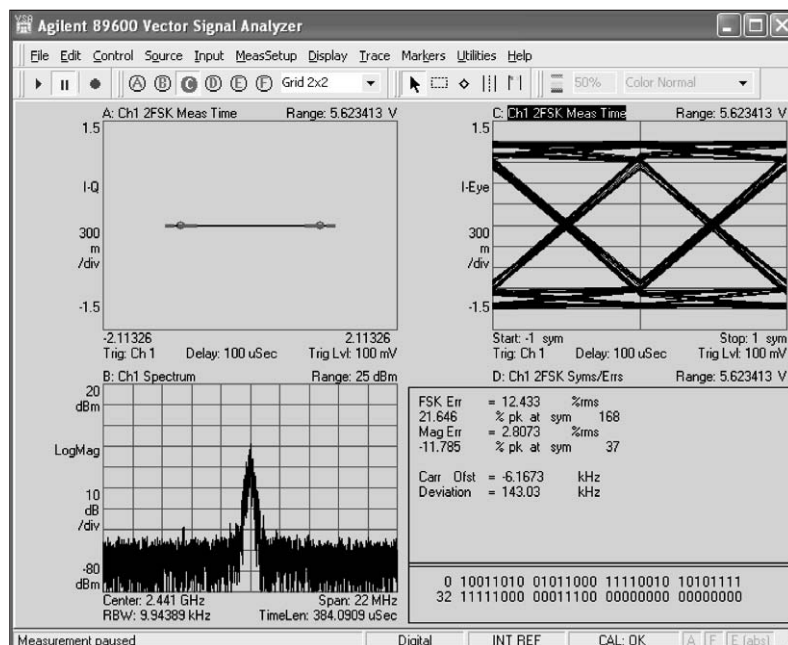 Agilent 89600 Vector Signal Analyzer
File Edit Control Source Input MeasSetup Display Trace Markers Utilities Help
A B C D E F Grid 2x2 50% Color Normal
A: Ch1 2FSK Meas Time Range: 5.623413 V
1.5
I-Q
300
m
/div
-1.5
-2.11326 2.11326
Trig: Ch 1 Delay: 100 uSec Trig Lvl: 100 mV
C: Ch1 2FSK Meas Time Range: 5.623413 V
1.5
I-Eye
300
m
/div
-1.5
Start: -1 sym Stop: 1 sym
Trig: Ch 1 Delay: 100 uSec Trig Lvl: 100 mV
B: Ch1 Spectrum Range: 25 dBm
20
dBm
LogMag
10
dB
/div
-80
dBm
Center: 2.441 GHz Span: 22 MHz
RBW: 9.94389 kHz TimeLen: 384.0909 uSec
D: Ch1 2FSK Syms/Errs Range: 5.623413 V
FSK Err = 12.433 %rms
21.646 % pk at sym 168
Mag Err = 2.8073 %rms
-11.785 % pk at sym 37
Carr Ofst = -6.1673 kHz
Deviation = 143.03 kHz
0 10011010 01011000 11110010 10101111
32 11111000 00011100 00000000 00000000
Measurement paused Digital INT REF CAL: OK A F E (abs)